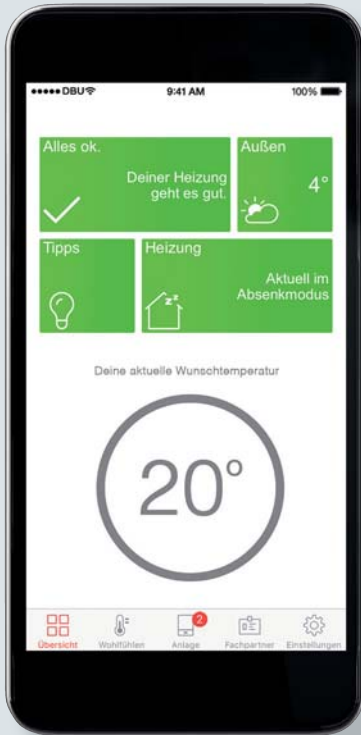 DBU
9:41 AM
100%
Alles ok.
Deiner Heizung
geht es gut.
Außen
4°
Tipps
Heizung
z z
Aktuell im
Absenkmodus
Deine aktuelle Wunschtemperatur
20°
2
Übersicht
Wohlfühlen
Anlage
Fachpartner
Einstellungen